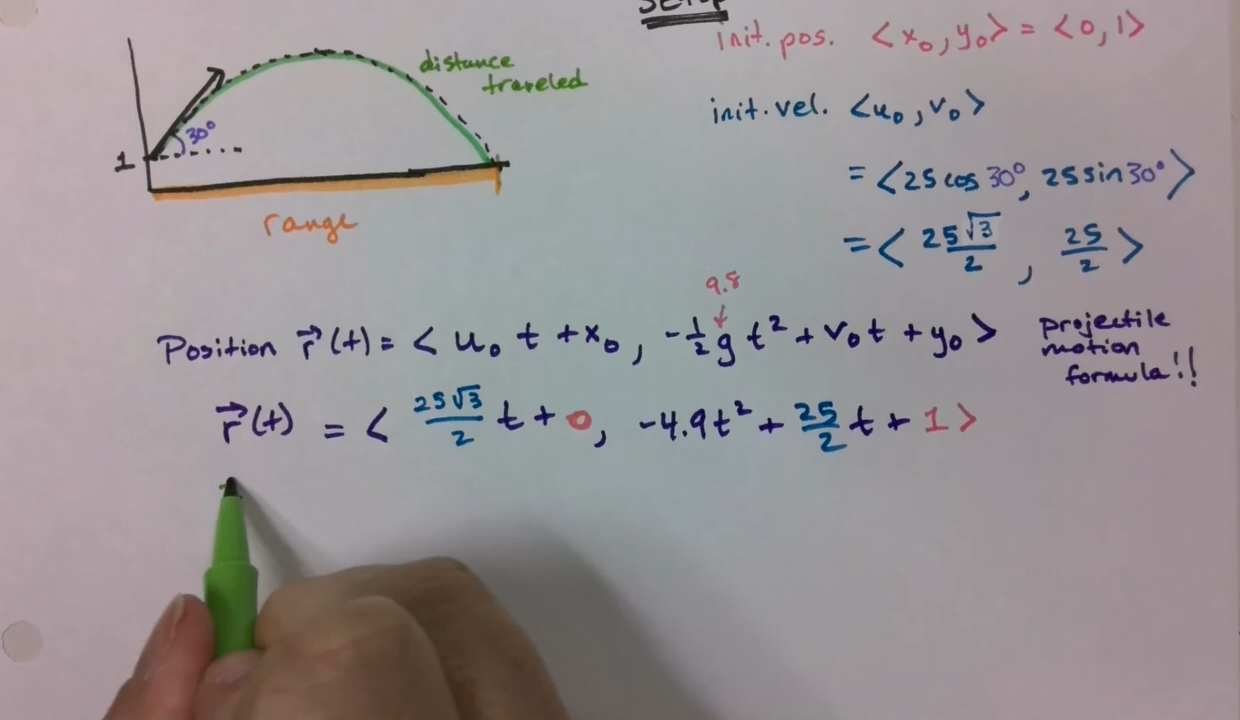 SETUP
init. pos. <x₀, y₀> = <0, 1>
distance
traveled
30°
1
range
init. vel. <u₀, v₀>
= <25 cos 30°, 25 sin 30°>
= <25√3/2, 25/2>
9.8
↓
Position r⃗(t) = <u₀t + x₀, -½gt² + v₀t + y₀>
projectile
motion
formula!!
r⃗(t) = <25√3/2 t + 0, -4.9t² + 25/2 t + 1>